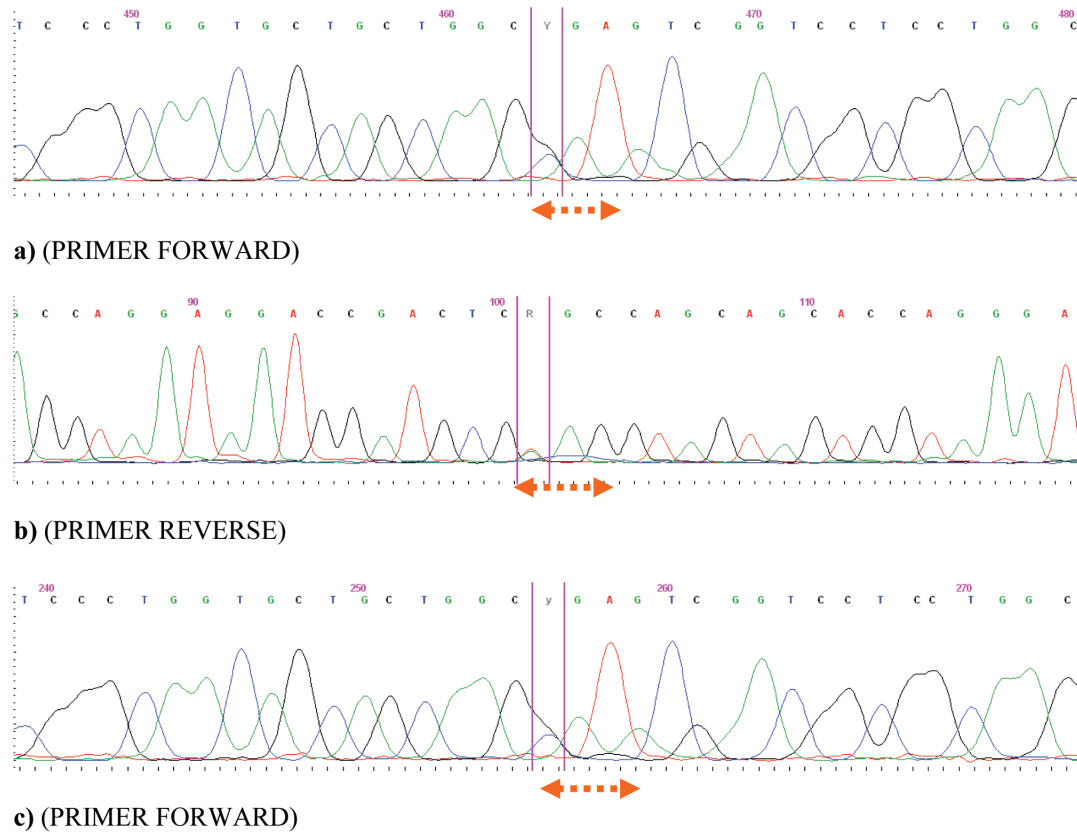 450 460 470 480
T C C C T G G T G C T G C T G G C Y G A G T C G G T C C T C C T G G C
a) (PRIMER FORWARD)
90 100 110
G C C A G G A G G A C C G A C T C R G C C A G C A G C A C C A G G G A
b) (PRIMER REVERSE)
240 250 260 270
T C C C T G G T G C T G C T G G C y G A G T C G G T C C T C C T G G C
c) (PRIMER FORWARD)